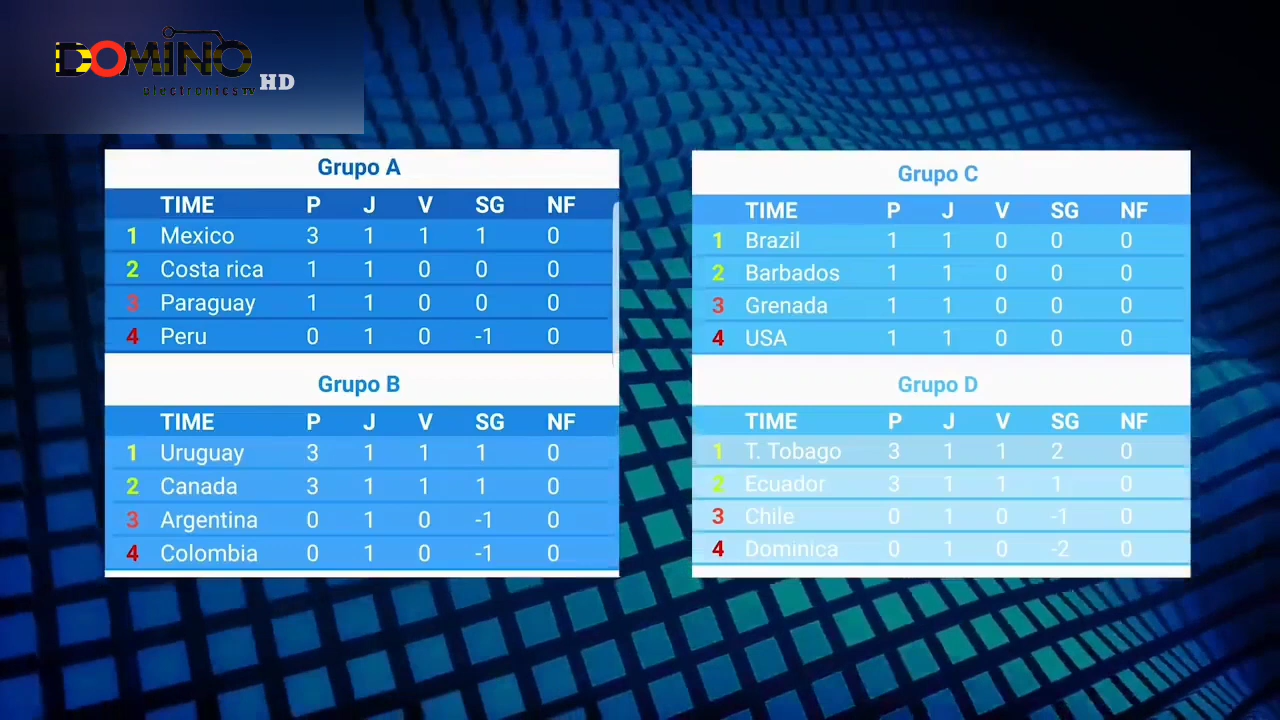 DOMINO
electronicsTV HD
Grupo A
TIME P J V SG NF
1 Mexico 3 1 1 1 0
2 Costa rica 1 1 0 0 0
3 Paraguay 1 1 0 0 0
4 Peru 0 1 0 -1 0
Grupo B
TIME P J V SG NF
1 Uruguay 3 1 1 1 0
2 Canada 3 1 1 1 0
3 Argentina 0 1 0 -1 0
4 Colombia 0 1 0 -1 0
Grupo C
TIME P J V SG NF
1 Brazil 1 1 0 0 0
2 Barbados 1 1 0 0 0
3 Grenada 1 1 0 0 0
4 USA 1 1 0 0 0
Grupo D
TIME P J V SG NF
1 T. Tobago 3 1 1 2 0
2 Ecuador 3 1 1 1 0
3 Chile 0 1 0 -1 0
4 Dominica 0 1 0 -2 0